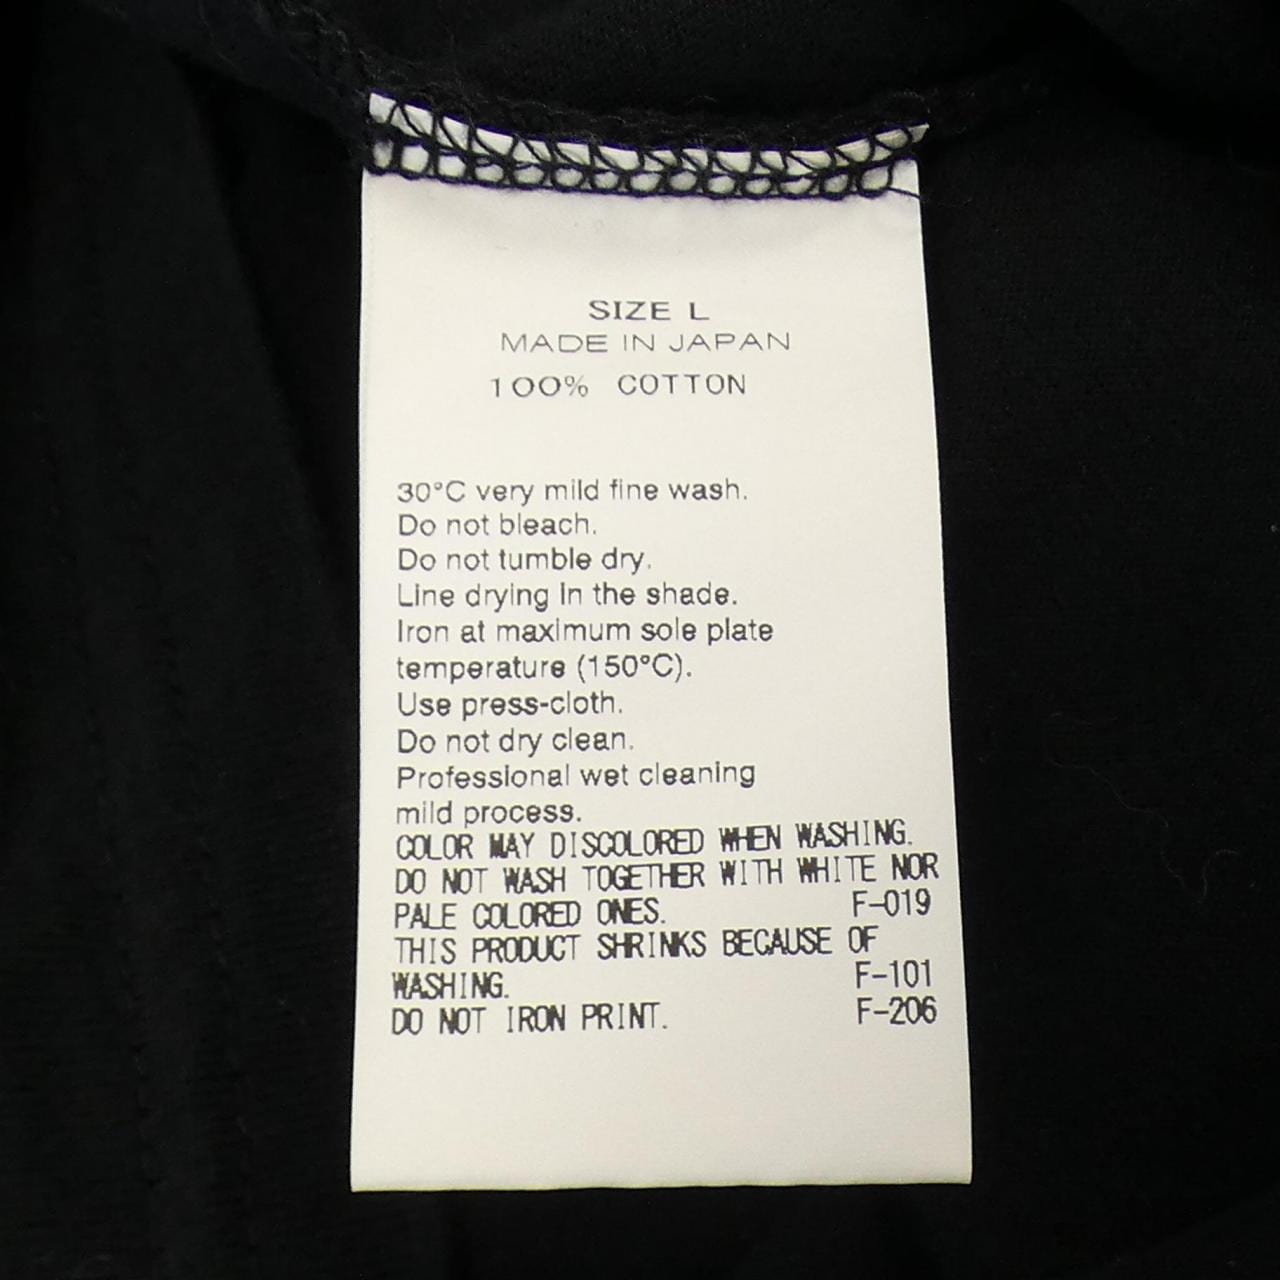 SIZE L
MADE IN JAPAN
100% COTTON
30°C very mild fine wash.
Do not bleach.
Do not tumble dry.
Line drying in the shade.
Iron at maximum sole plate
temperature (150°C).
Use press-cloth.
Do not dry clean.
Professional wet cleaning
mild process.
COLOR MAY DISCOLORED WHEN WASHING.
DO NOT WASH TOGETHER WITH WHITE NOR
PALE COLORED ONES. F-019
THIS PRODUCT SHRINKS BECAUSE OF
WASHING. F-101
DO NOT IRON PRINT. F-206